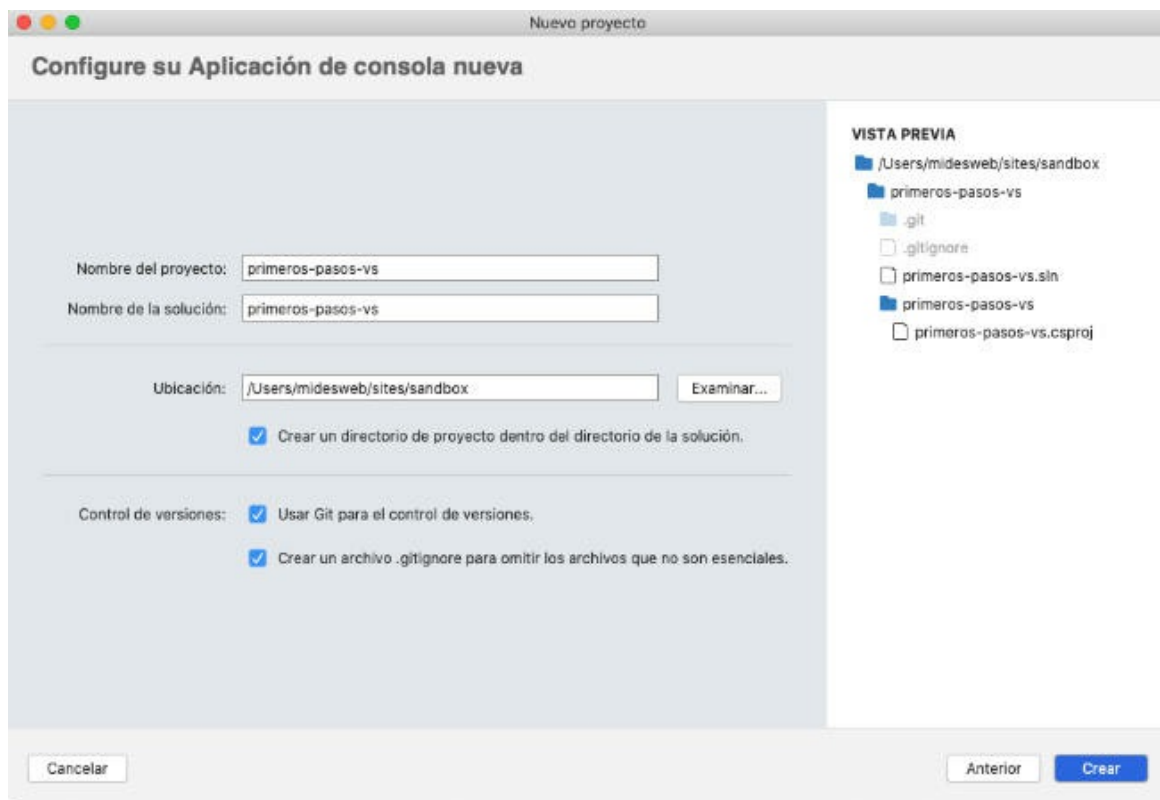 Nuevo proyecto
Configure su Aplicación de consola nueva
Nombre del proyecto: primeros-pasos-vs
Nombre de la solución: primeros-pasos-vs
Ubicación: /Users/midesweb/sites/sandbox Examinar...
Crear un directorio de proyecto dentro del directorio de la solución.
Control de versiones: Usar Git para el control de versiones.
Crear un archivo .gitignore para omitir los archivos que no son esenciales.
VISTA PREVIA
/Users/midesweb/sites/sandbox
primeros-pasos-vs
.git
.gitignore
primeros-pasos-vs.sln
primeros-pasos-vs
primeros-pasos-vs.csproj
Cancelar Anterior Crear